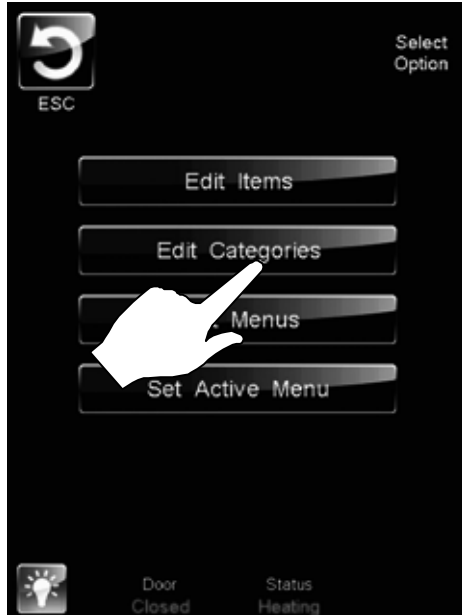 Select
Option
ESC
Edit Items
Edit Categories
Menus
Set Active Menu
Door
Status
Closed
Heating